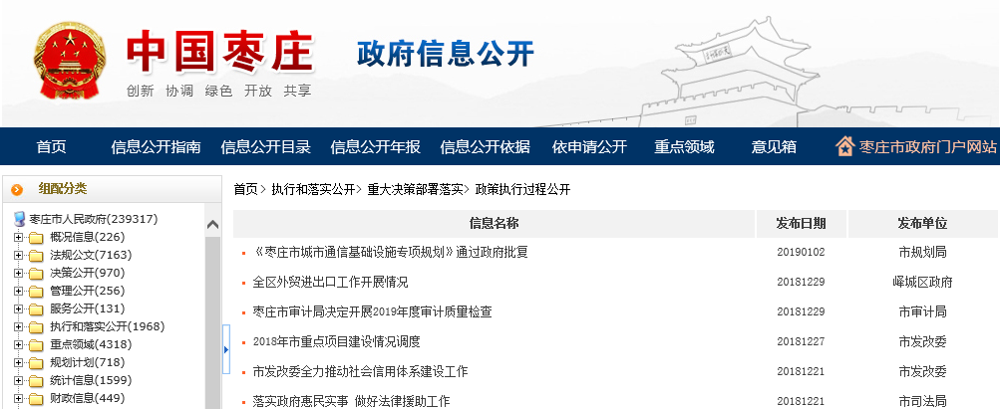 中国枣庄
创新 协调 绿色 开放 共享
政府信息公开
首页 信息公开指南 信息公开目录 信息公开年报 信息公开依据 依申请公开 重点领域 意见箱 枣庄市政府门户网站
组配分类
枣庄市人民政府(239317)
概况信息(226)
法规公文(7163)
决策公开(970)
管理公开(256)
服务公开(131)
执行和落实公开(1968)
重点领域(4318)
规划计划(718)
统计信息(1599)
财政信息(449)
首页> 执行和落实公开> 重大决策部署落实> 政策执行过程公开
信息名称 发布日期 发布单位
《枣庄市城市通信基础设施专项规划》通过政府批复 20190102 市规划局
全区外贸进出口工作开展情况 20181229 峄城区政府
枣庄市审计局决定开展2019年度审计质量检查 20181229 市审计局
2018年市重点项目建设情况调度 20181227 市发改委
市发改委全力推动社会信用体系建设工作 20181221 市发改委
落实政府惠民实事 做好法律援助工作 20181221 市司法局